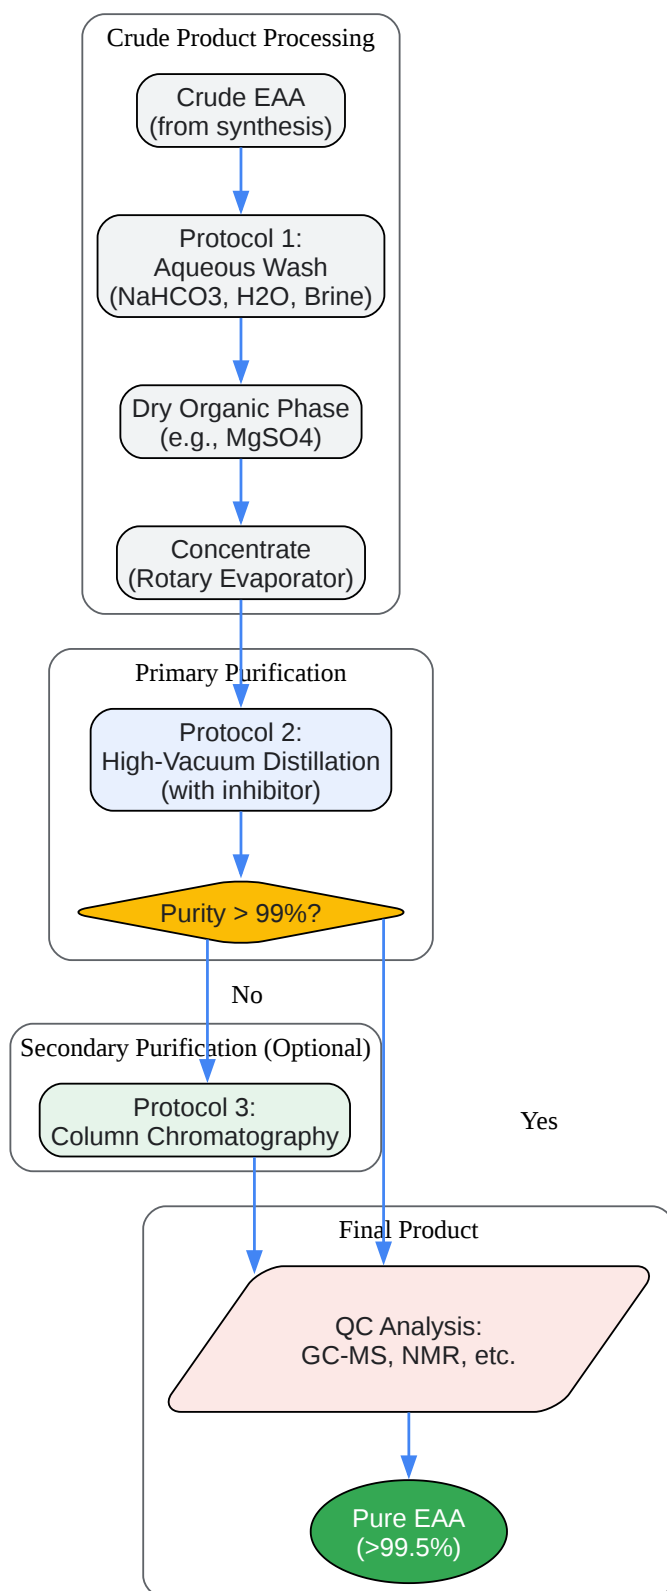 Crude Product Processing
Crude EAA
(from synthesis)
Protocol 1:
Aqueous Wash
(NaHCO3, H2O, Brine)
Dry Organic Phase
(e.g., MgSO4)
Concentrate
(Rotary Evaporator)
Primary Purification
Protocol 2:
High-Vacuum Distillation
(with inhibitor)
Purity > 99%?
No
Secondary Purification (Optional)
Protocol 3:
Column Chromatography
Yes
Final Product
QC Analysis:
GC-MS, NMR, etc.
Pure EAA
(>99.5%)